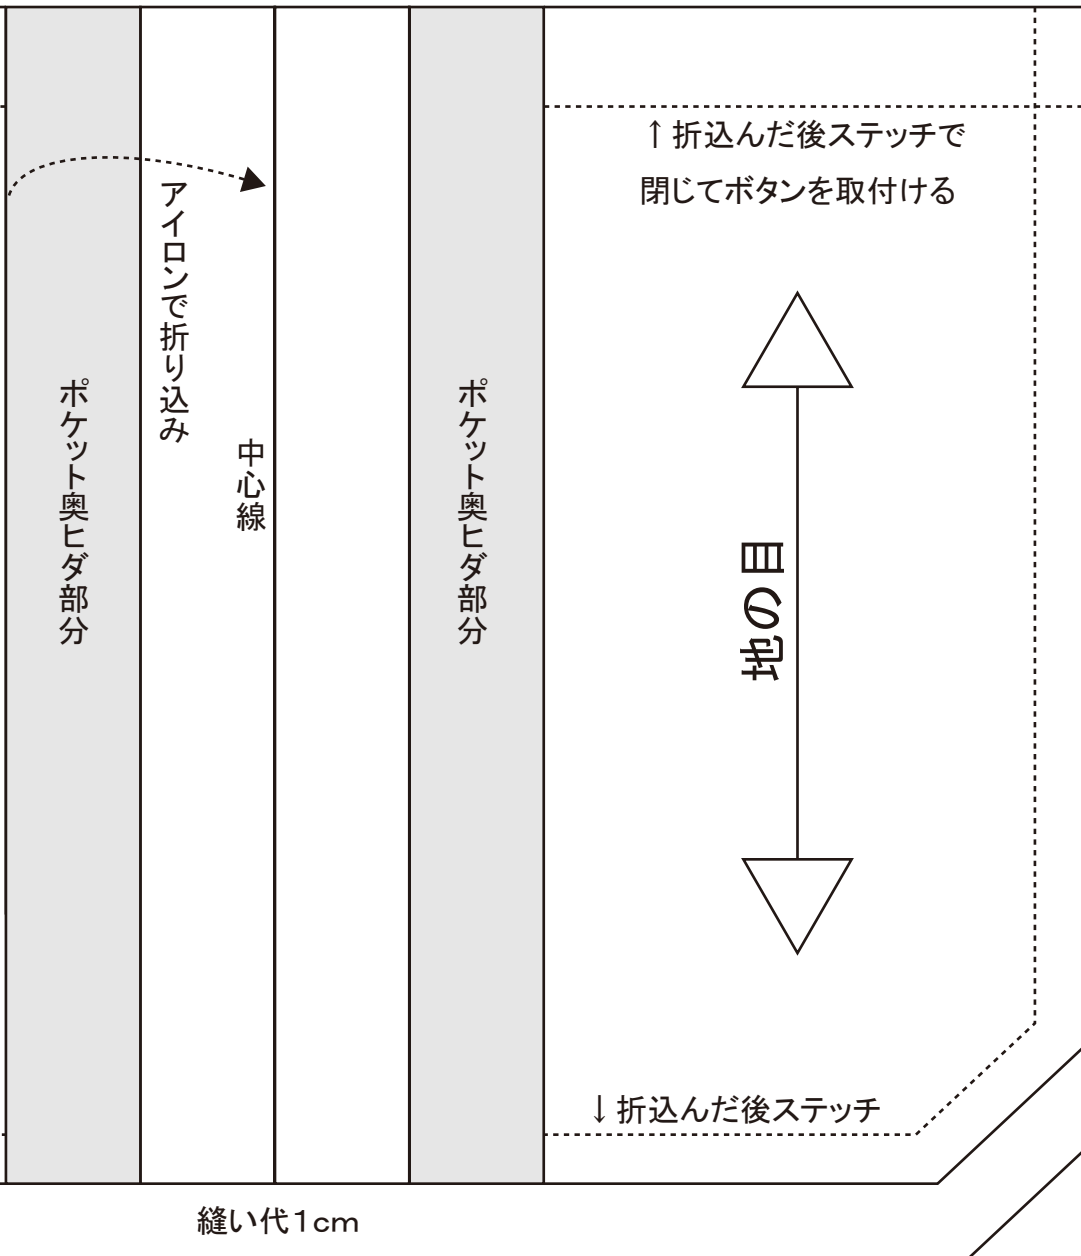 ↑折込んだ後ステッチで
閉じてボタンを取付ける
アイロンで折り込み
ポケット奥ヒダ部分
中心線
ポケット奥ヒダ部分
地の目
↓折込んだ後ステッチ
縫い代1cm